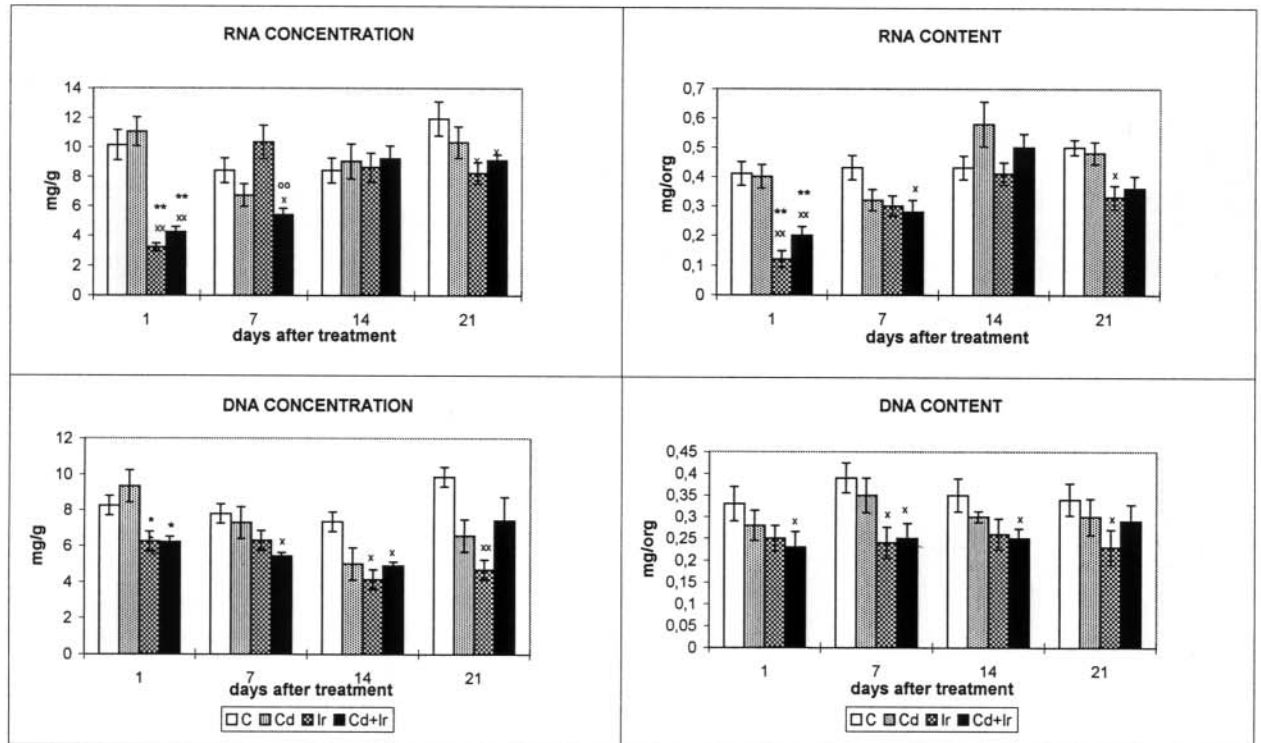 RNA CONCENTRATION
14
12
10
8
6
4
2
0
mg/g
** **
xx xx
oo
x
x x
1 7 14 21
days after treatment
RNA CONTENT
0,7
0,6
0,5
0,4
0,3
0,2
0,1
0
mg/org
** **
xx xx
x
x
1 7 14 21
days after treatment
DNA CONCENTRATION
12
10
8
6
4
2
0
mg/g
* *
x
x x
xx
1 7 14 21
days after treatment
C Cd Ir Cd+Ir
DNA CONTENT
0,45
0,4
0,35
0,3
0,25
0,2
0,15
0,1
0,05
0
mg/org
x
x x
x
x
1 7 14 21
days after treatment
C Cd Ir Cd+Ir